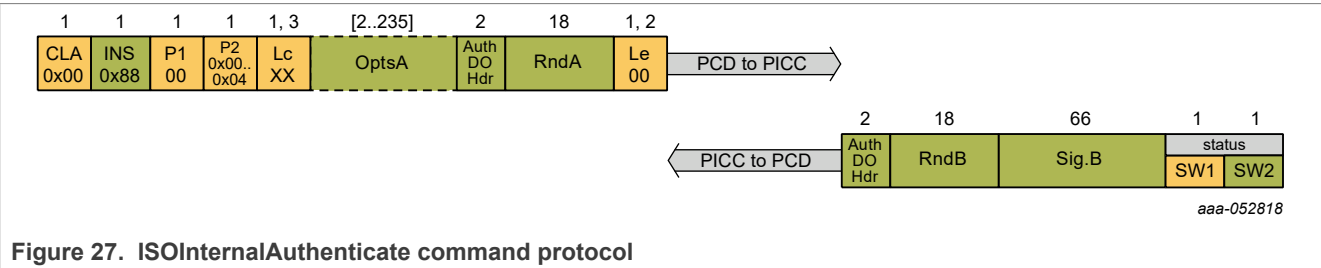 1 1 1 1 1, 3 [2..235] 2 18 1, 2
CLA 0x00 INS 0x88 P1 00 P2 0x00.. 0x04 Lc XX OptsA Auth DO Hdr RndA Le 00 PCD to PICC
2 18 66 1 1
PICC to PCD Auth DO Hdr RndB Sig.B status SW1 SW2
aaa-052818
Figure 27. ISOInternalAuthenticate command protocol